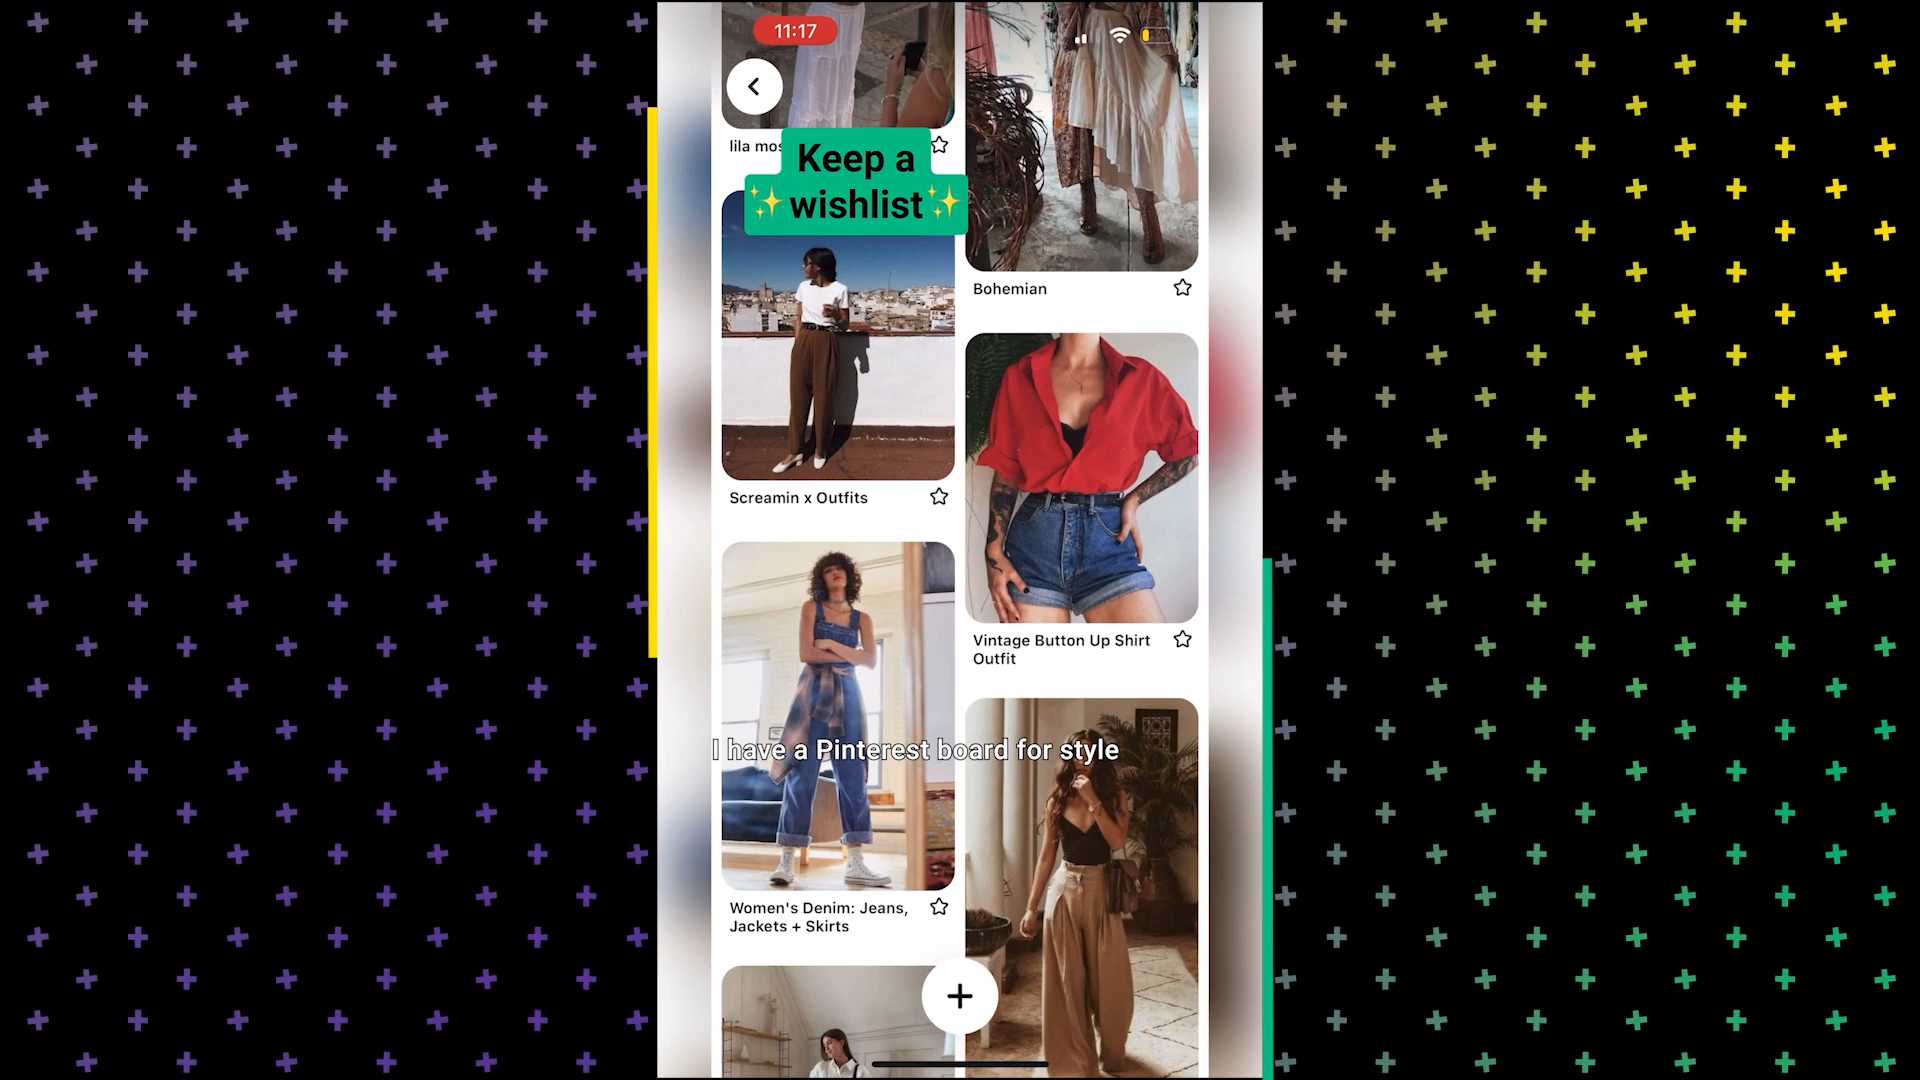 11:17
lila mos
Keep a
✨wishlist✨
Bohemian
Screamin x Outfits
Vintage Button Up Shirt
Outfit
I have a Pinterest board for style
Women's Denim: Jeans,
Jackets + Skirts